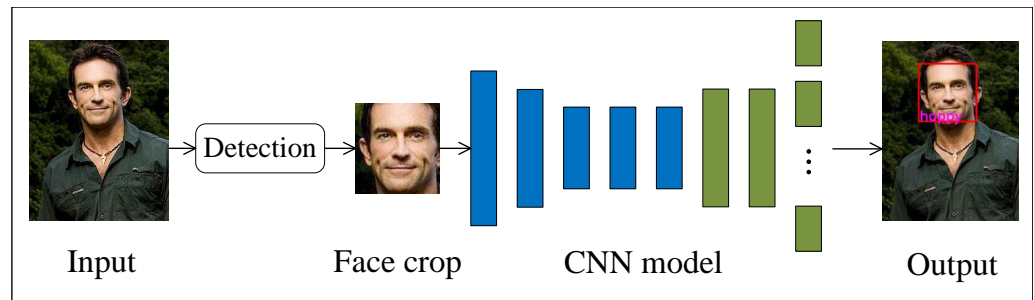 Detection
happy
Input
Face crop
CNN model
Output